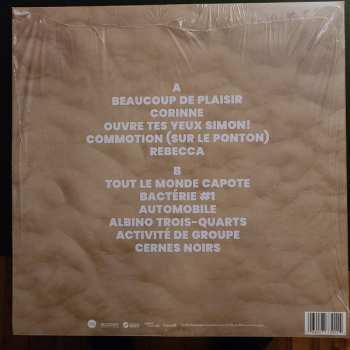 A
BEAUCOUP DE PLAISIR
CORINNE
OUVRE TES YEUX SIMON!
COMMOTION (SUR LE PONTON)
REBECCA
B
TOUT LE MONDE CAPOTE
BACTÉRIE #1
AUTOMOBILE
ALBINO TROIS-QUARTS
ACTIVITÉ DE GROUPE
CERNES NOIRS